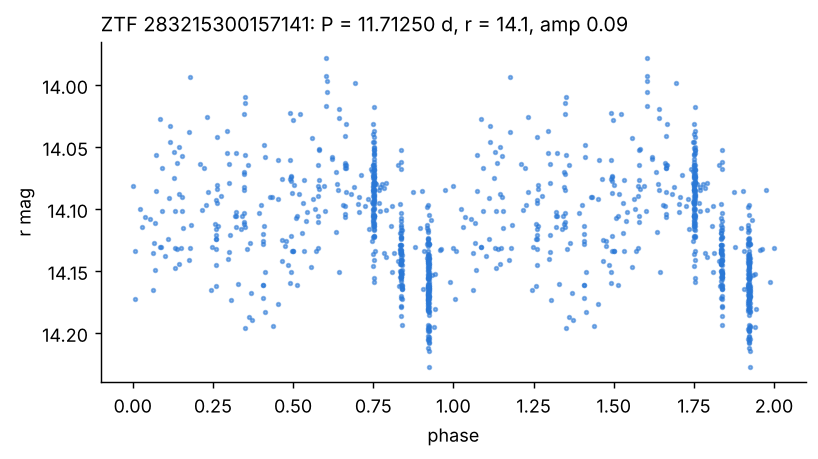 ZTF 283215300157141: P = 11.71250 d, r = 14.1, amp 0.09
14.00
14.05
14.10
14.15
14.20
r mag
0.00 0.25 0.50 0.75 1.00 1.25 1.50 1.75 2.00
phase